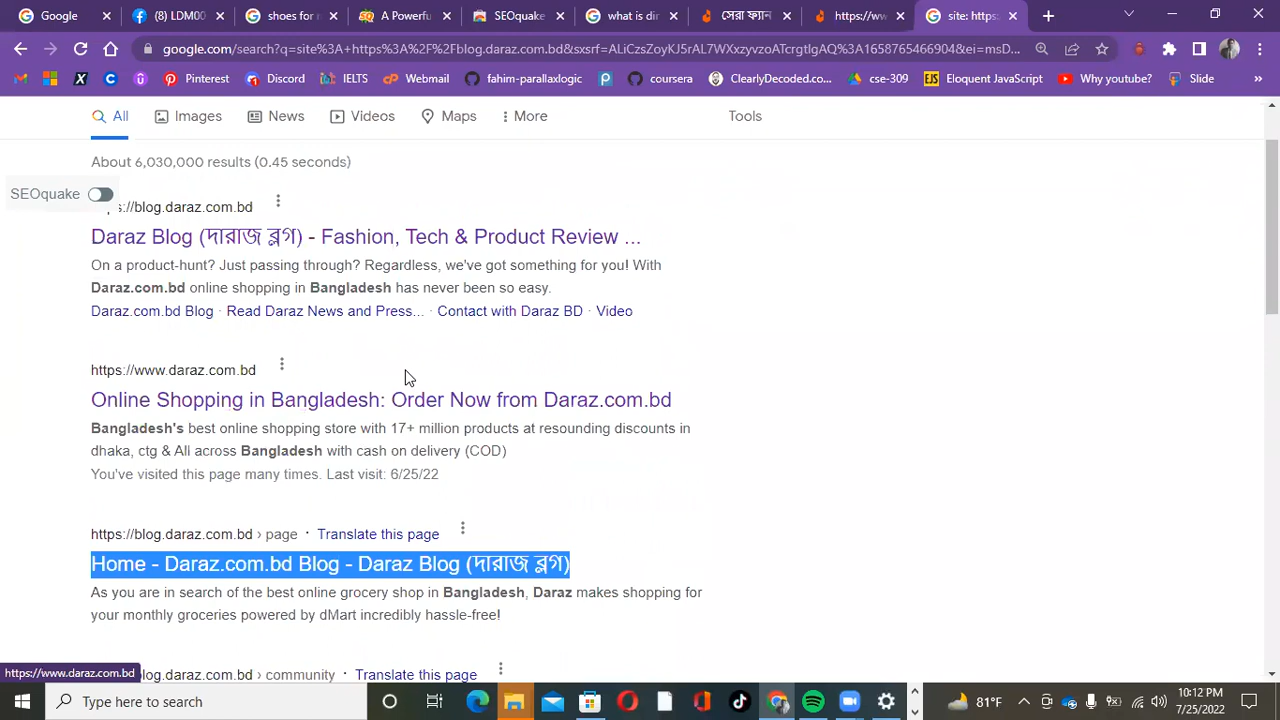 Google
(8) LDM00
shoes for m
A Powerfu
SEOquake
what is dir
সেরা ফ্যান
https://ww
site: https:
google.com/search?q=site%3A+https%3A%2F%2Fblog.daraz.com.bd&sxsrf=ALiCzsZoyKJ5rAL7WXxzyvzoATcrgtlgAQ%3A1658765466904&ei=msD...
Pinterest
Discord
IELTS
Webmail
fahim-parallaxlogic
coursera
ClearlyDecoded.co...
cse-309
EJS Eloquent JavaScript
Why youtube?
Slide
All
Images
News
Videos
Maps
More
Tools
About 6,030,000 results (0.45 seconds)
SEOquake
s://blog.daraz.com.bd
Daraz Blog (দারাজ ব্লগ) - Fashion, Tech & Product Review ...
On a product-hunt? Just passing through? Regardless, we've got something for you! With
Daraz.com.bd online shopping in Bangladesh has never been so easy.
Daraz.com.bd Blog · Read Daraz News and Press... · Contact with Daraz BD · Video
https://www.daraz.com.bd
Online Shopping in Bangladesh: Order Now from Daraz.com.bd
Bangladesh's best online shopping store with 17+ million products at resounding discounts in
dhaka, ctg & All across Bangladesh with cash on delivery (COD)
You've visited this page many times. Last visit: 6/25/22
https://blog.daraz.com.bd › page · Translate this page
Home - Daraz.com.bd Blog - Daraz Blog (দারাজ ব্লগ)
As you are in search of the best online grocery shop in Bangladesh, Daraz makes shopping for
your monthly groceries powered by dMart incredibly hassle-free!
https://www.daraz.com.bd
log.daraz.com.bd › community · Translate this page
Type here to search
81°F
10:12 PM
7/25/2022